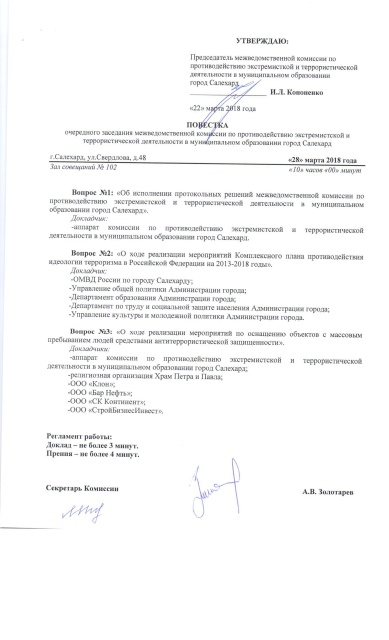 УТВЕРЖДАЮ:
Председатель межведомственной комиссии по
противодействию экстремистской и террористической
деятельности в муниципальном образовании
город Салехард
И.Л. Кононенко
«22» марта 2018 года
ПОВЕСТКА
очередного заседания межведомственной комиссии по противодействию экстремистской и
террористической деятельности в муниципальном образовании город Салехард
г.Салехард, ул.Свердлова, д.48 «28» марта 2018 года
Зал совещаний № 102 «10» часов «00» минут
Вопрос №1: «Об исполнении протокольных решений межведомственной комиссии по
противодействию экстремистской и террористической деятельности в муниципальном
образовании город Салехард».
Докладчик:
-аппарат комиссии по противодействию экстремистской и террористической
деятельности в муниципальном образовании город Салехард.
Вопрос №2: «О ходе реализации мероприятий Комплексного плана противодействия
идеологии терроризма в Российской Федерации на 2013-2018 годы».
Докладчик:
-ОМВД России по городу Салехарду;
-Управление общей политики Администрации города;
-Департамент образования Администрации города;
-Департамент по труду и социальной защите населения Администрации города;
-Управление культуры и молодежной политики Администрации города.
Вопрос №3: «О ходе реализации мероприятий по оснащению объектов с массовым
пребыванием людей средствами антитеррористической защищенности».
Докладчики:
-аппарат комиссии по противодействию экстремистской и террористической
деятельности в муниципальном образовании город Салехард;
-религиозная организация Храм Петра и Павла;
-ООО «Клон»;
-ООО «Бар Нефть»;
-ООО «СК Континент»;
-ООО «СтройБизнесИнвест».
Регламент работы:
Доклад – не более 3 минут.
Прения – не более 4 минут.
Секретарь Комиссии А.В. Золотарев